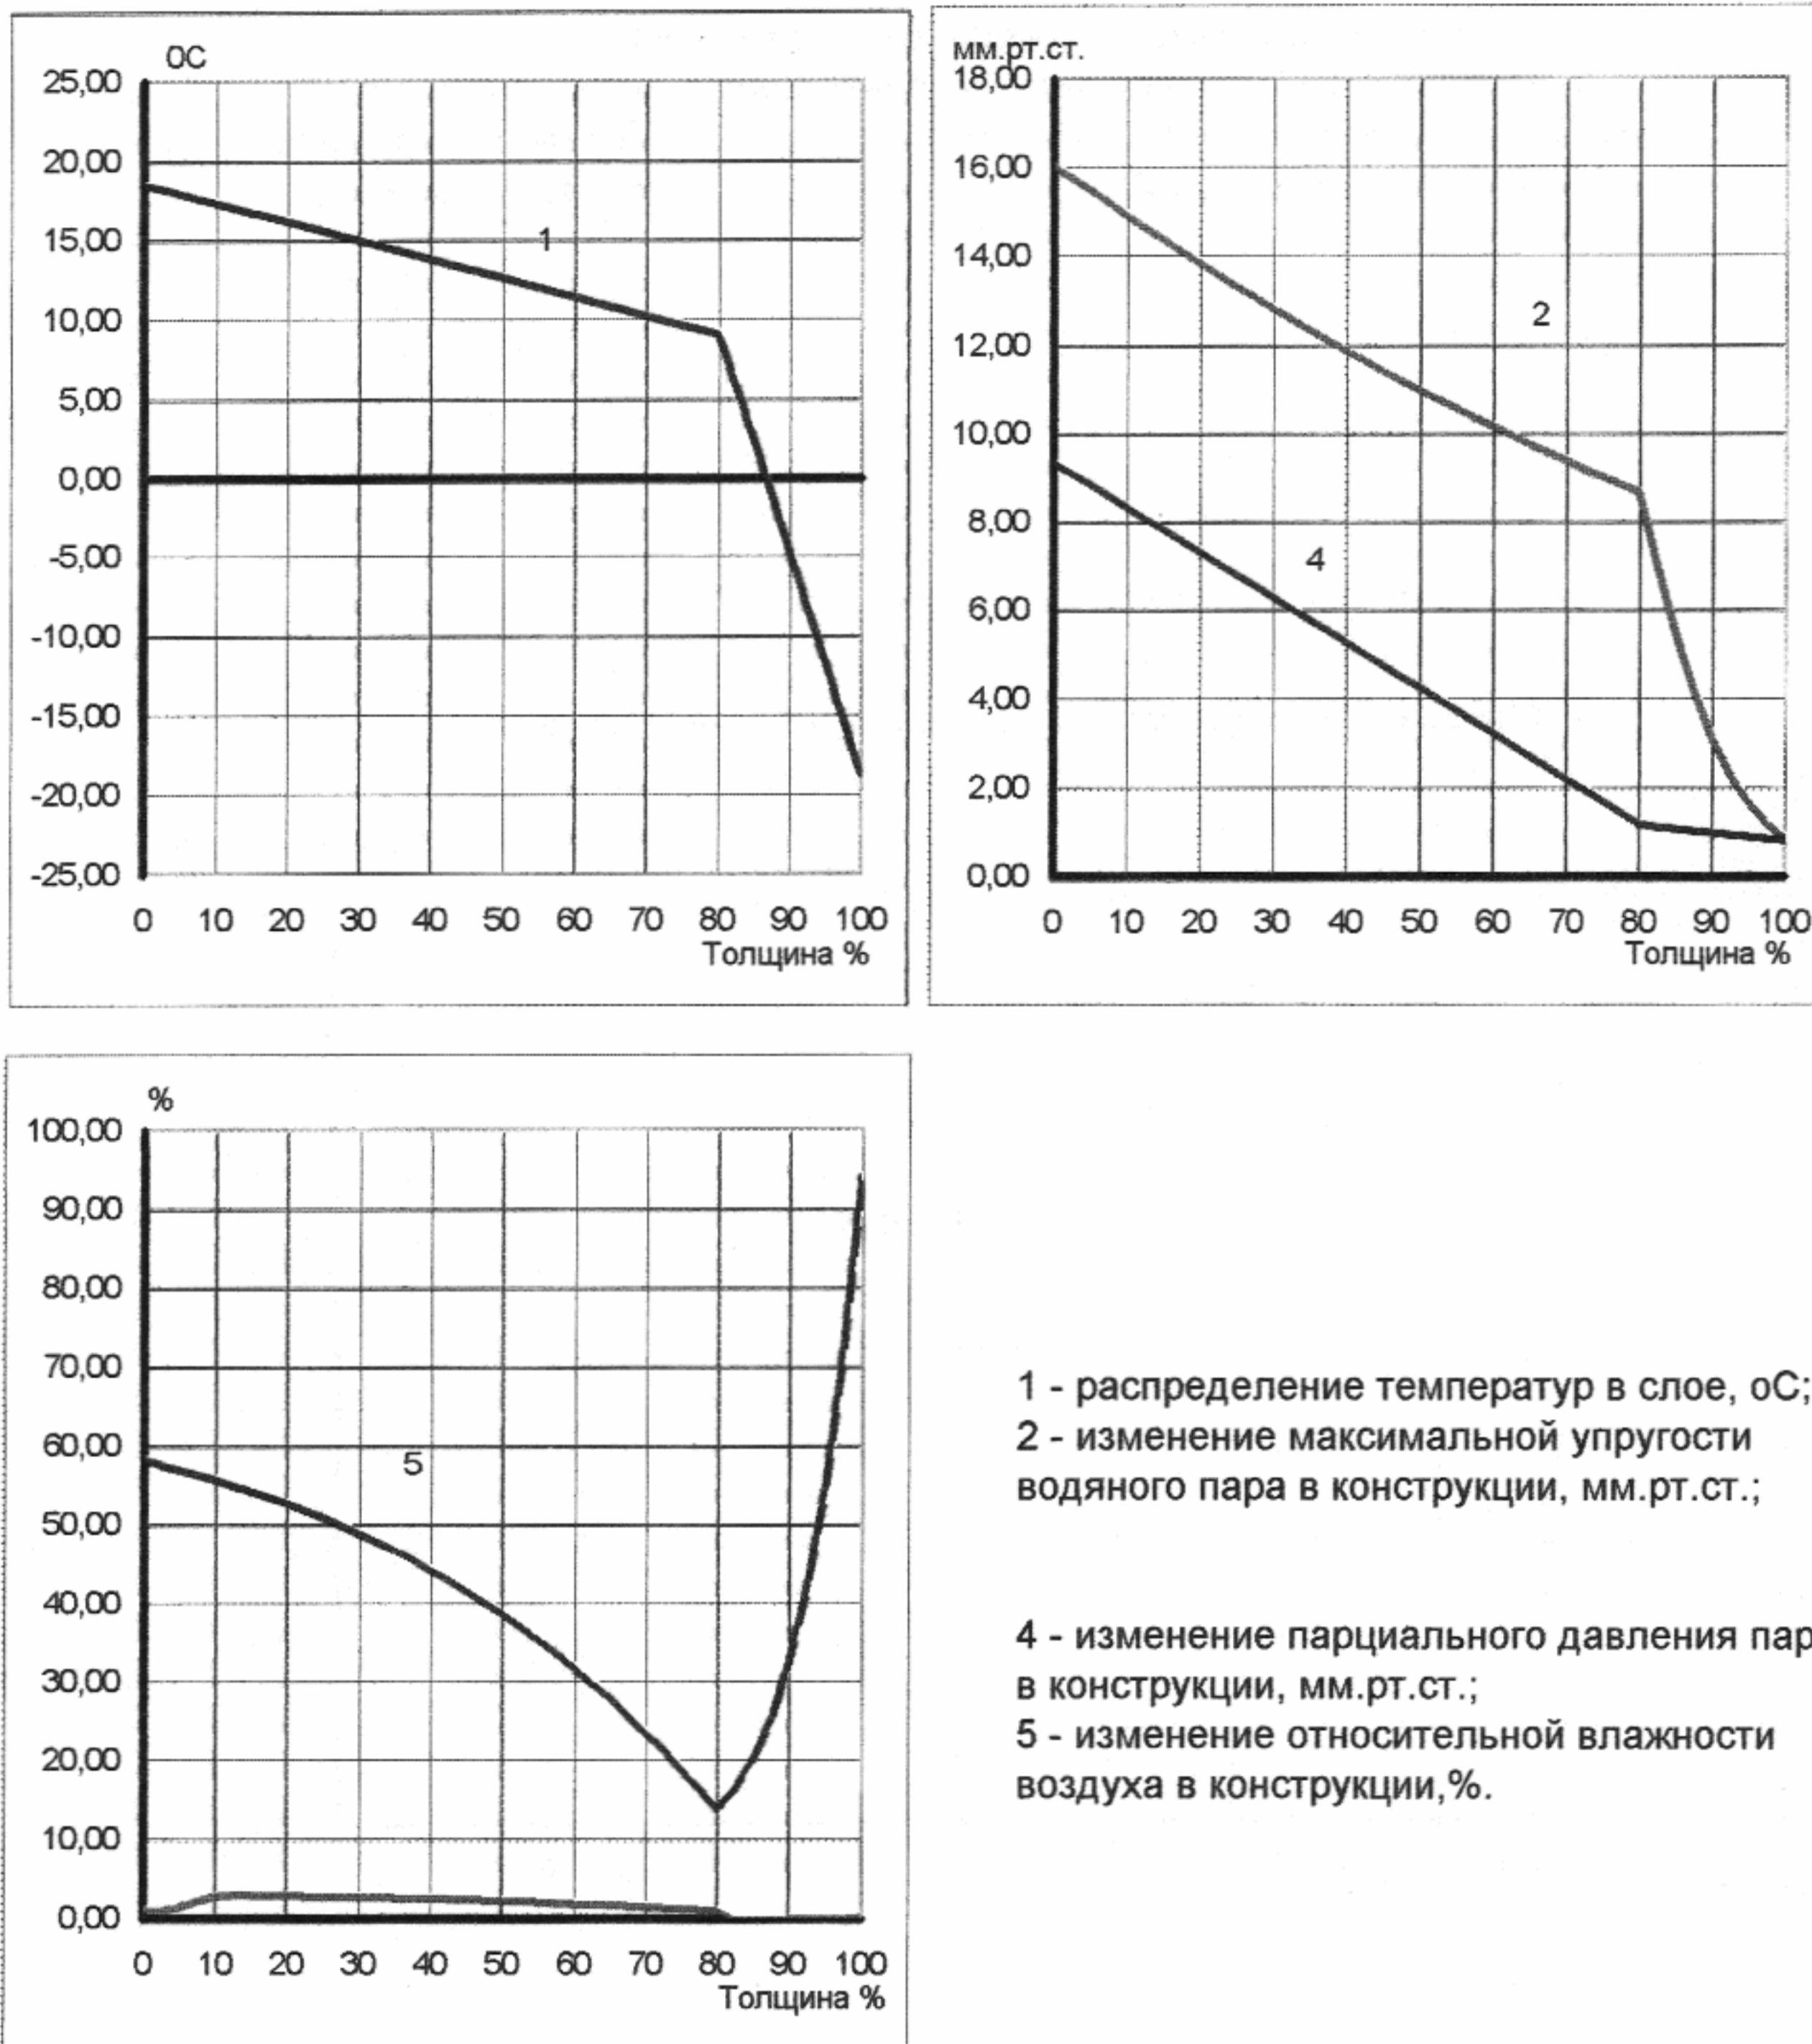 ОС
25,00
20,00
15,00
10,00
5,00
0,00
-5,00
-10,00
-15,00
-20,00
-25,00
1
0 10 20 30 40 50 60 70 80 90 100
Толщина %
мм.рт.ст.
18,00
16,00
14,00
12,00
10,00
8,00
6,00
4,00
2,00
0,00
2
4
0 10 20 30 40 50 60 70 80 90 100
Толщина %
%
100,00
90,00
80,00
70,00
60,00
50,00
40,00
30,00
20,00
10,00
0,00
5
0 10 20 30 40 50 60 70 80 90 100
Толщина %
1 - распределение температур в слое, оС;
2 - изменение максимальной упругости
водяного пара в конструкции, мм.рт.ст.;
4 - изменение парциального давления пар
в конструкции, мм.рт.ст.;
5 - изменение относительной влажности
воздуха в конструкции,%.